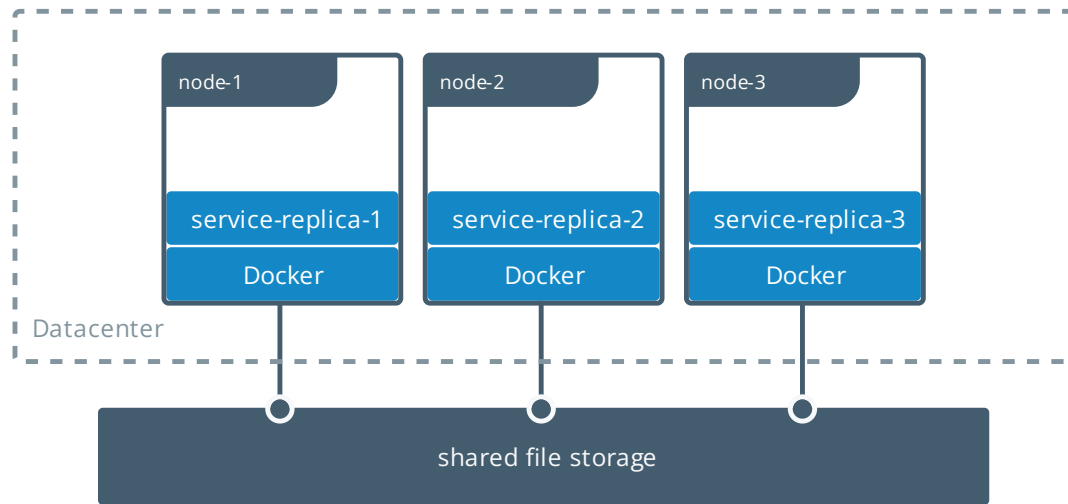 node-1
node-2
node-3
service-replica-1
service-replica-2
service-replica-3
Docker
Docker
Docker
Datacenter
shared file storage